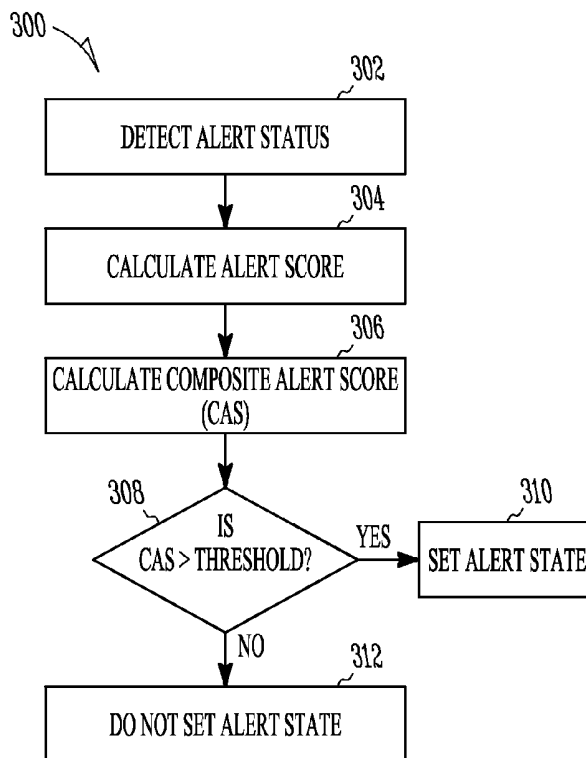 300
302
DETECT ALERT STATUS
304
CALCULATE ALERT SCORE
306
CALCULATE COMPOSITE ALERT SCORE
(CAS)
308
IS
CAS > THRESHOLD?
YES
310
SET ALERT STATE
NO
312
DO NOT SET ALERT STATE